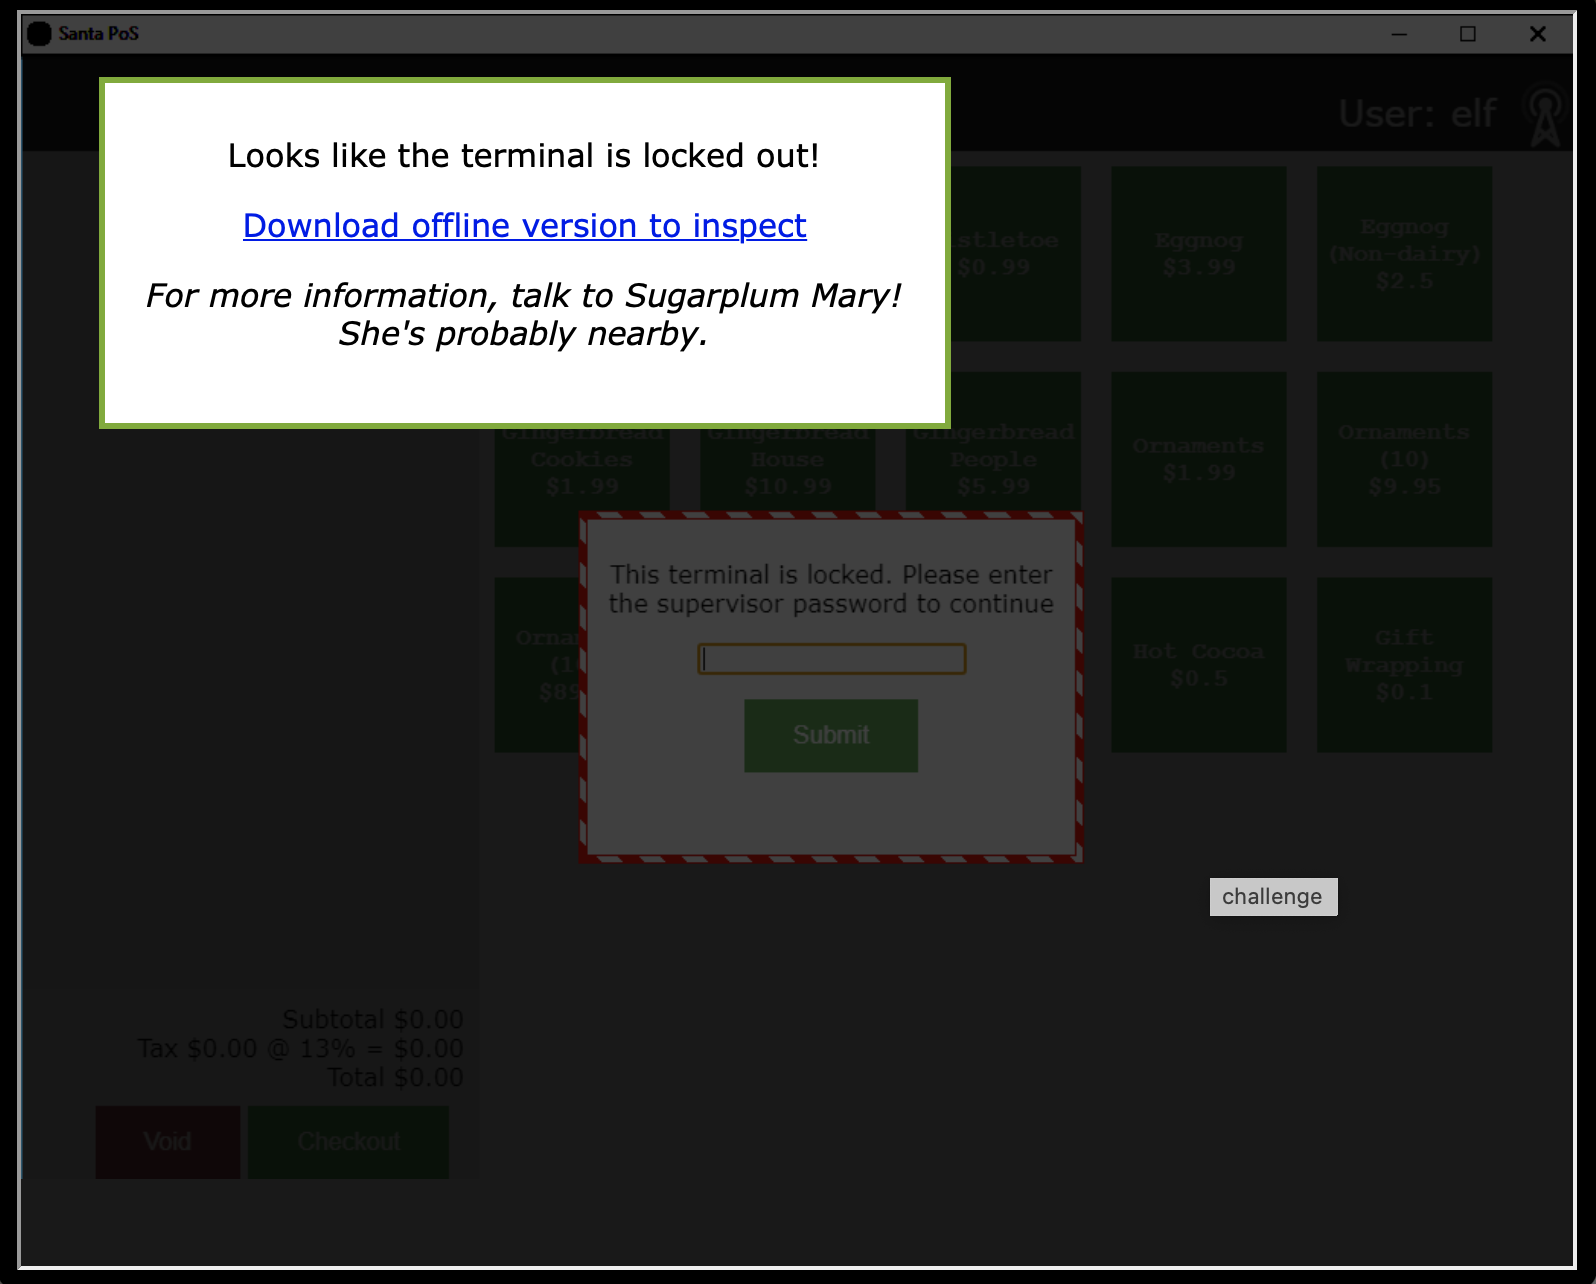 Santa PoS
User: elf
Looks like the terminal is locked out!
Download offline version to inspect
For more information, talk to Sugarplum Mary!
She's probably nearby.
stletoe
$0.99
Eggnog
$3.99
Eggnog
(Non-dairy)
$2.5
Gingerbread
Cookies
$1.99
Gingerbread
House
$10.99
Gingerbread
People
$5.99
Ornaments
$1.99
Ornaments
(10)
$9.95
Orna
(1
$89
This terminal is locked. Please enter
the supervisor password to continue
Submit
Hot Cocoa
$0.5
Gift
Wrapping
$0.1
challenge
Subtotal $0.00
Tax $0.00 @ 13% = $0.00
Total $0.00
Void
Checkout